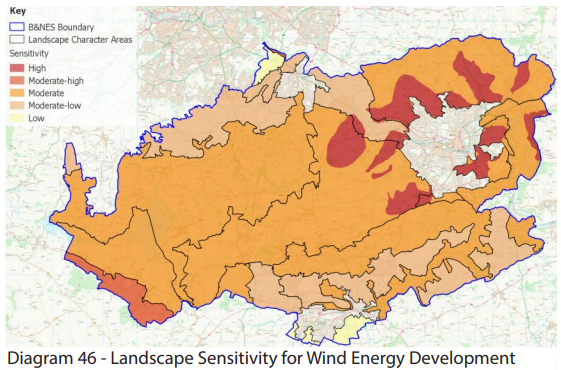 Key
B&NES Boundary
Landscape Character Areas
Sensitivity
High
Moderate-high
Moderate
Moderate-low
Low
Diagram 46 - Landscape Sensitivity for Wind Energy Development